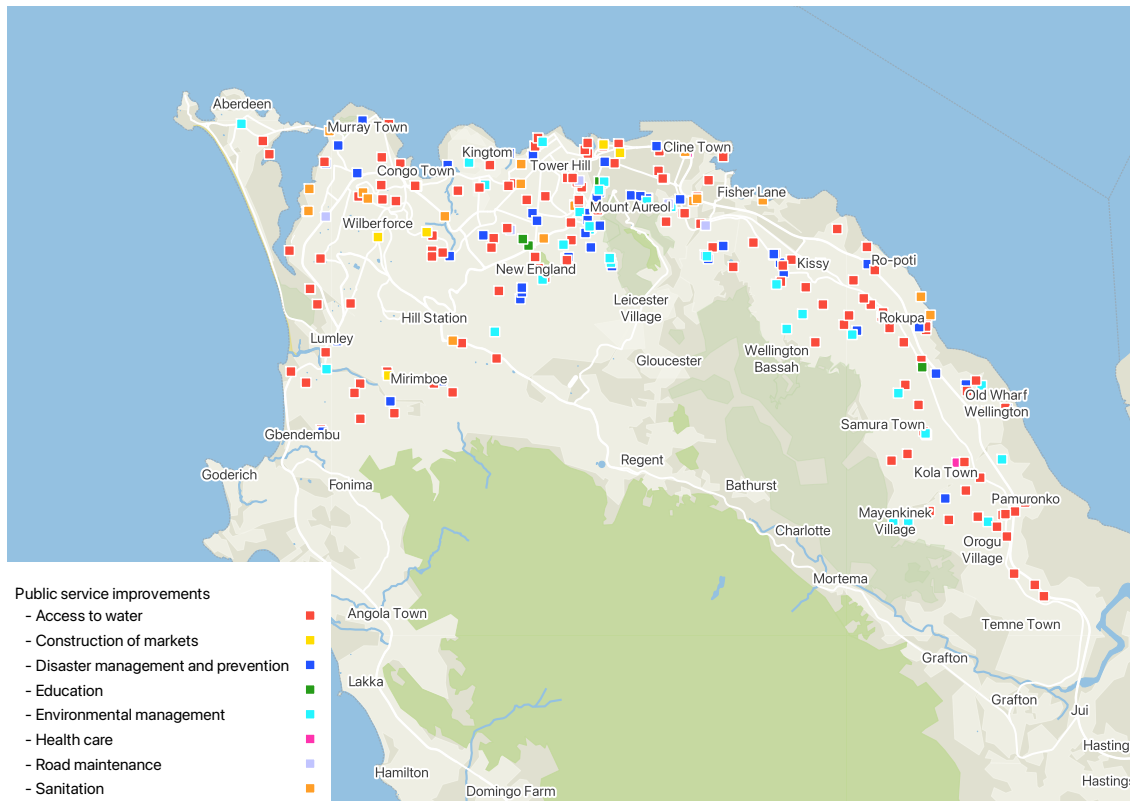 Aberdeen
Murray Town
Kingtom
Cline Town
Congo Town
Tower Hill
Fisher Lane
Mount Aureol
Wilberforce
New England
Kissy
Ro-poti
Leicester
Village
Hill Station
Rokupa
Lumley
Gloucester
Wellington
Bassah
Mirimboe
Old Wharf
Wellington
Samura Town
Gbendembu
Regent
Goderich
Fonima
Bathurst
Kola Town
Pamuronko
Mayenkinek
Village
Charlotte
Orogu
Village
Mortema
Public service improvements
- Access to water
- Construction of markets
- Disaster management and prevention
- Education
- Environmental management
- Health care
- Road maintenance
- Sanitation
Angola Town
Temne Town
Grafton
Lakka
Grafton
Jui
Hasting
Hamilton
Hastings
Domingo Farm